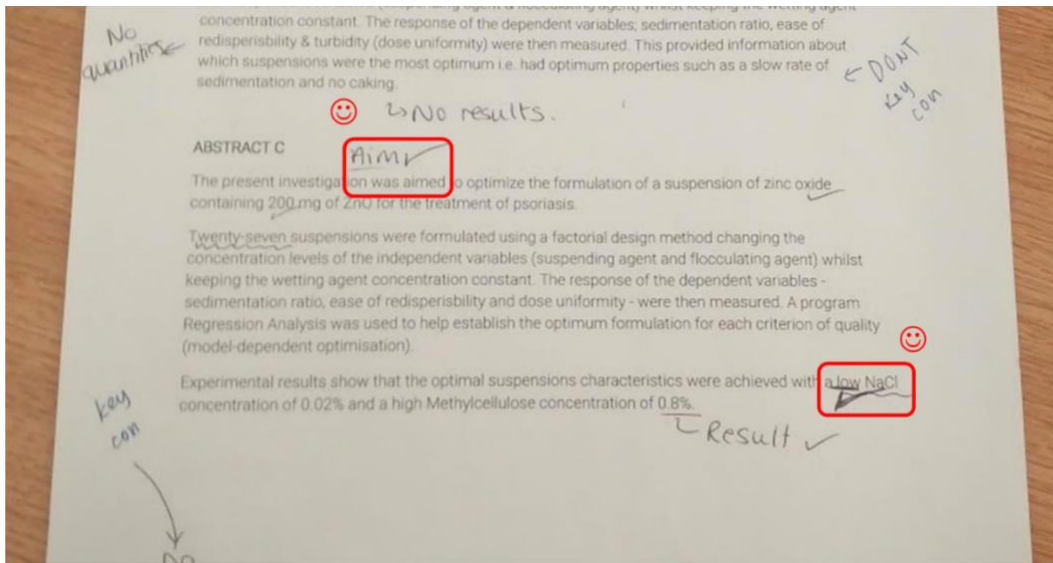 concentration constant. The response of the dependent variables; sedimentation ratio, ease of
No
quantities
redisperisbility & turbidity (dose uniformity) were then measured. This provided information about
which suspensions were the most optimum i.e. had optimum properties such as a slow rate of
sedimentation and no caking.
DONT
key
con
No results.
ABSTRACT C
Aim
The present investigation was aimed to optimize the formulation of a suspension of zinc oxide
containing 200 mg of ZnO for the treatment of psoriasis.
Twenty-seven suspensions were formulated using a factorial design method changing the
concentration levels of the independent variables (suspending agent and flocculating agent) whilst
keeping the wetting agent concentration constant. The response of the dependent variables -
sedimentation ratio, ease of redisperisbility and dose uniformity - were then measured. A program
Regression Analysis was used to help establish the optimum formulation for each criterion of quality
(model-dependent optimisation).
Experimental results show that the optimal suspensions characteristics were achieved with a low NaCl
concentration of 0.02% and a high Methylcellulose concentration of 0.8%.
Result
key
con